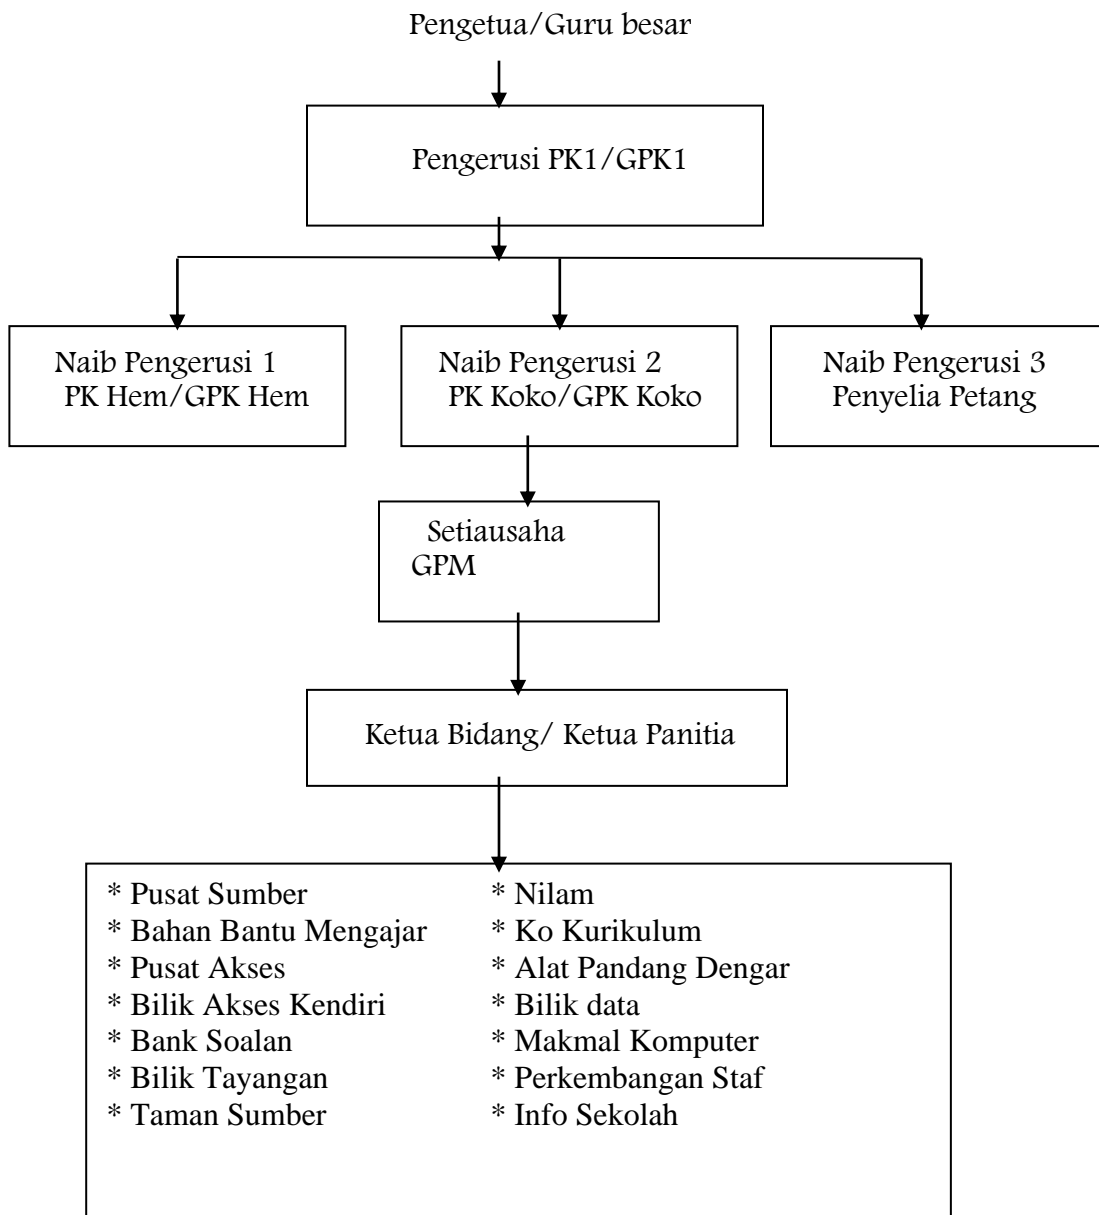 Pengetua/Guru besar
Pengerusi PK1/GPK1
Naib Pengerusi 1
PK Hem/GPK Hem
Naib Pengerusi 2
PK Koko/GPK Koko
Naib Pengerusi 3
Penyelia Petang
Setiausaha
GPM
Ketua Bidang/ Ketua Panitia
* Pusat Sumber * Nilam
* Bahan Bantu Mengajar * Ko Kurikulum
* Pusat Akses * Alat Pandang Dengar
* Bilik Akses Kendiri * Bilik data
* Bank Soalan * Makmal Komputer
* Bilik Tayangan * Perkembangan Staf
* Taman Sumber * Info Sekolah